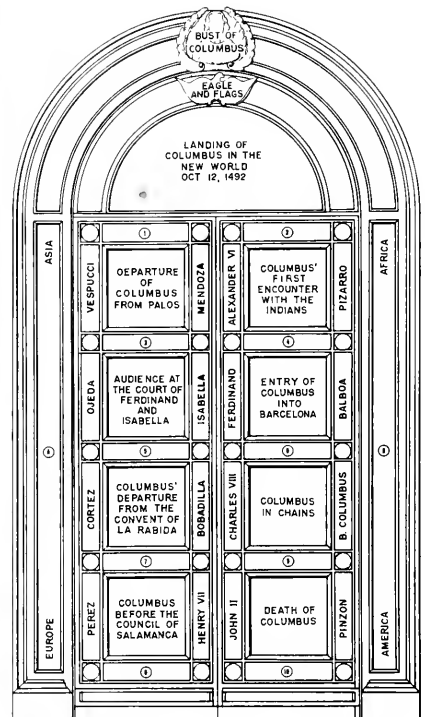 BUST OF
COLUMBUS
EAGLE
AND FLAGS
LANDING OF
COLUMBUS IN THE
NEW WORLD
OCT 12, 1492
ASIA
EUROPE
1
2
VESPUCCI
DEPARTURE
OF
COLUMBUS
FROM PALOS
MENDOZA
ALEXANDER VI
COLUMBUS'
FIRST
ENCOUNTER
WITH THE
INDIANS
PIZARRO
3
4
OJEDA
AUDIENCE AT
THE COURT OF
FERDINAND
AND
ISABELLA
ISABELLA
FERDINAND
ENTRY OF
COLUMBUS
INTO
BARCELONA
BALBOA
5
CORTEZ
COLUMBUS'
DEPARTURE
FROM THE
CONVENT OF
LA RABIDA
BOBADILLA
CHARLES VIII
COLUMBUS
IN CHAINS
B. COLUMBUS
7
PEREZ
COLUMBUS
BEFORE THE
COUNCIL OF
SALAMANCA
HENRY VII
JOHN II
DEATH OF
COLUMBUS
PINZON
10
AFRICA
AMERICA